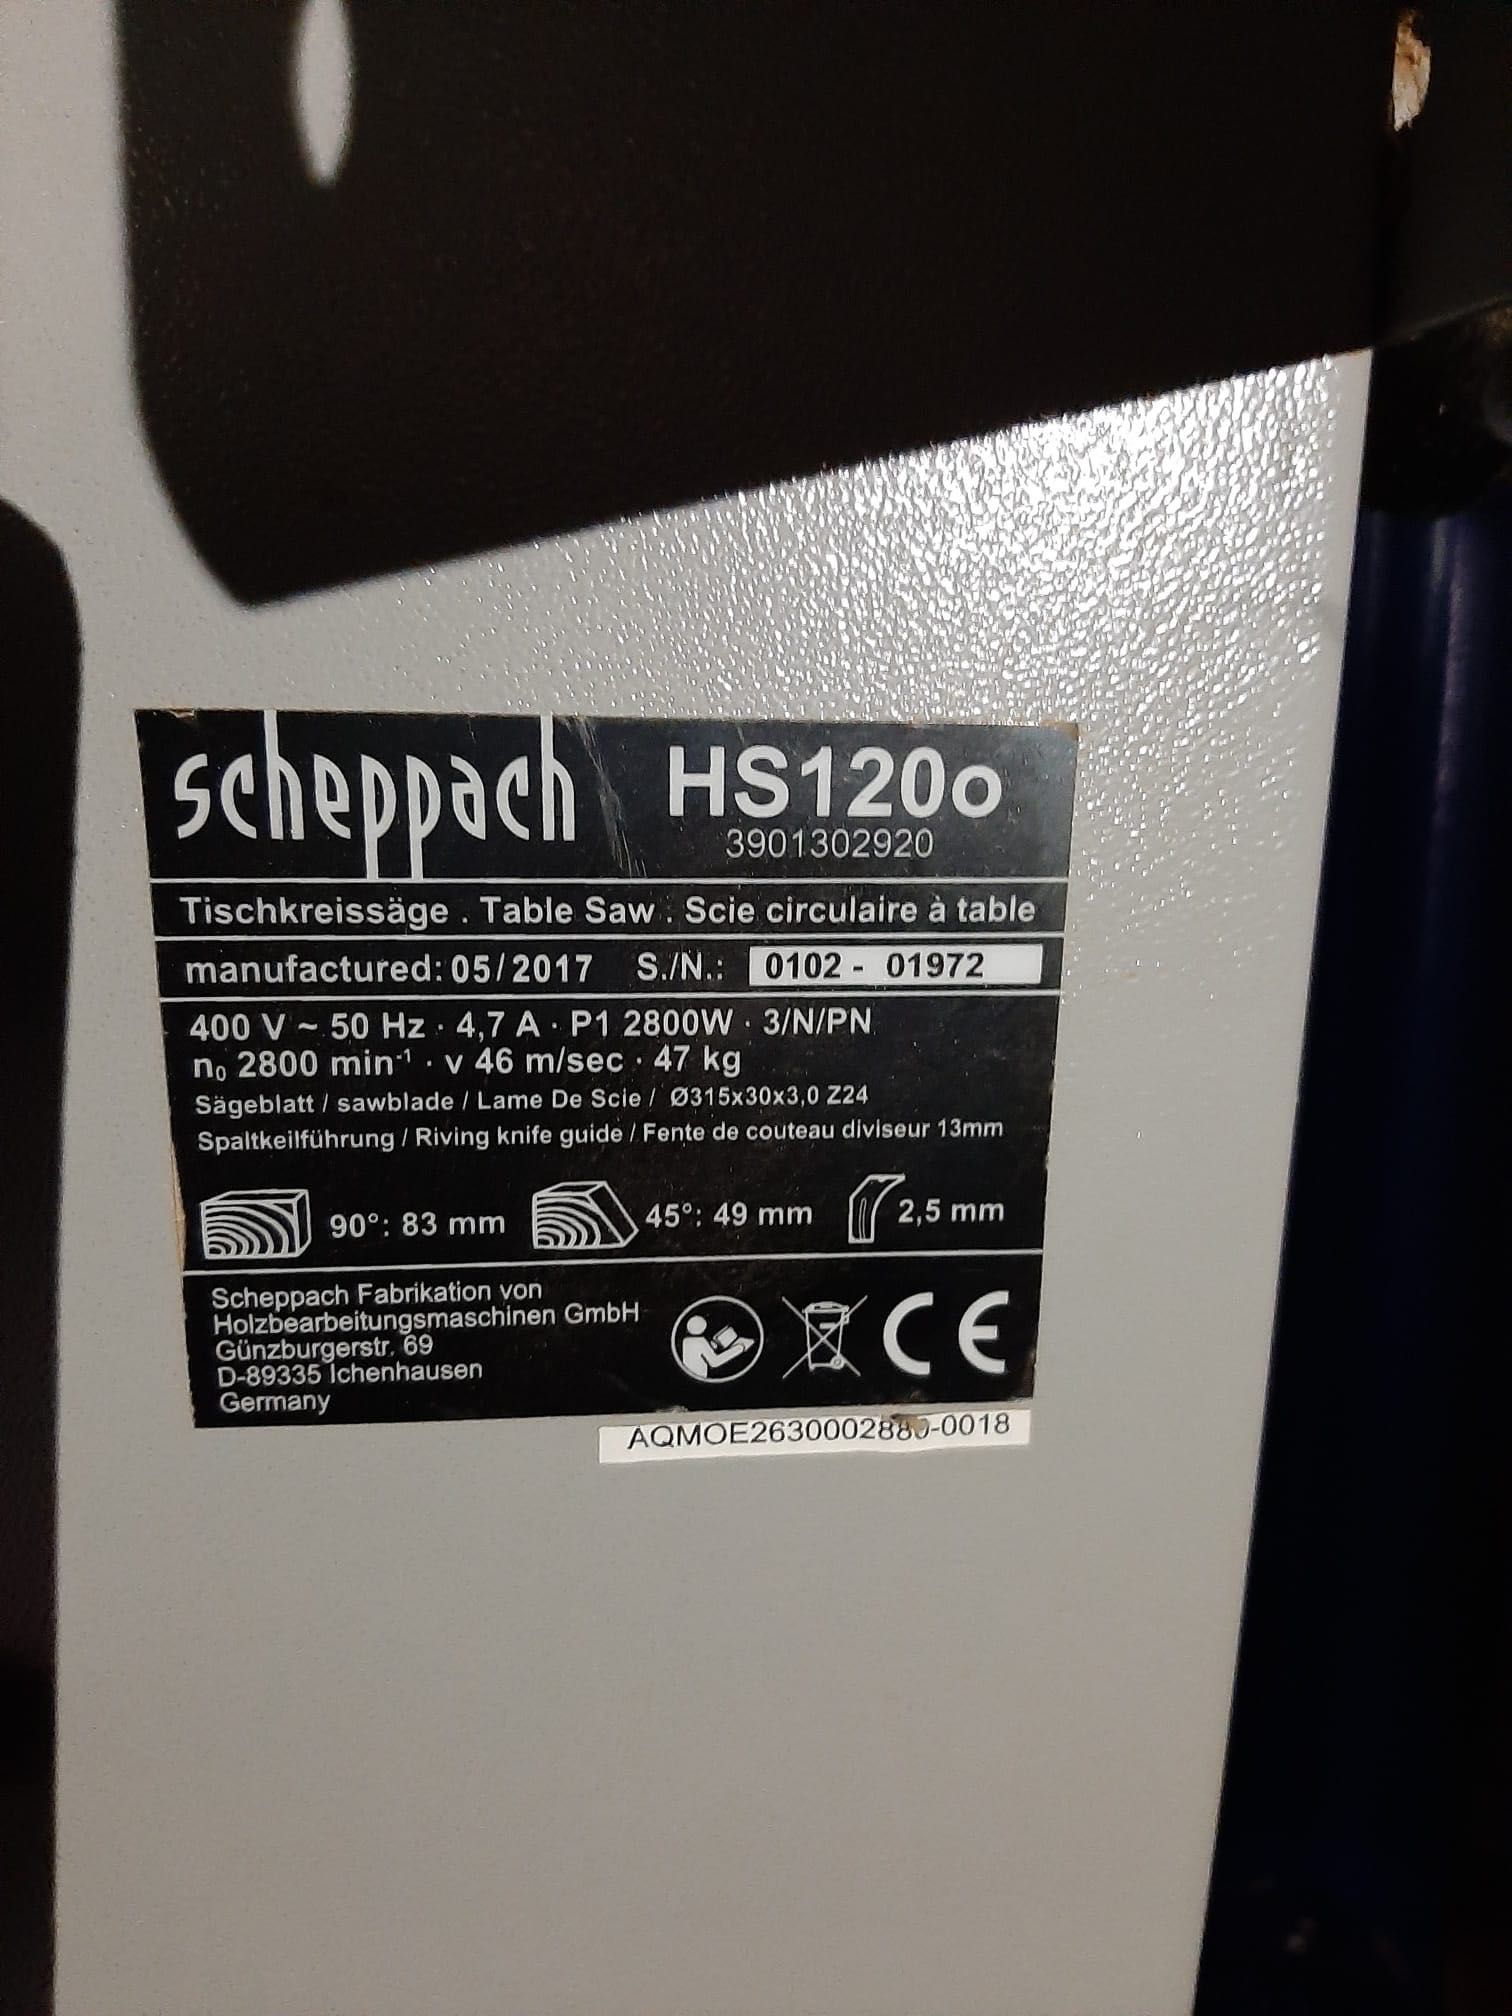 scheppach HS120o
3901302920
Tischkreissäge . Table Saw . Scie circulaire à table
manufactured: 05/2017 S./N.: 0102 - 01972
400 V ~ 50 Hz · 4,7 A · P1 2800W · 3/N/PN
n₀ 2800 min⁻¹ · v 46 m/sec · 47 kg
Sägeblatt / sawblade / Lame De Scie / Ø315x30x3,0 Z24
Spaltkeilführung / Riving knife guide / Fente de couteau diviseur 13mm
90°: 83 mm 45°: 49 mm 2,5 mm
Scheppach Fabrikation von
Holzbearbeitungsmaschinen GmbH
Günzburgerstr. 69
D-89335 Ichenhausen
Germany
CE